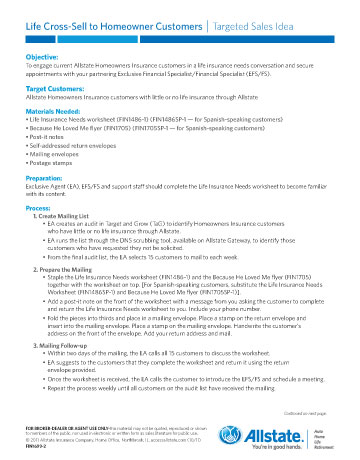 Life Cross-Sell to Homeowner Customers | Targeted Sales Idea
Objective:
To engage current Allstate Homeowners Insurance customers in a life insurance needs conversation and secure
appointments with your partnering Exclusive Financial Specialist/Financial Specialist (EFS/FS).
Target Customers:
Allstate Homeowners Insurance customers with little or no life insurance through Allstate
Materials Needed:
• Life Insurance Needs worksheet (FIN1486-1) (FIN1486SP-1 — for Spanish-speaking customers)
• Because He Loved Me flyer (FIN1705) (FIN1705SP-1 — for Spanish-speaking customers)
• Post-it notes
• Self-addressed return envelopes
• Mailing envelopes
• Postage stamps
Preparation:
Exclusive Agent (EA), EFS/FS and support staff should complete the Life Insurance Needs worksheet to become familiar
with its content.
Process:
1. Create Mailing List
• EA creates an audit in Target and Grow (TaG) to identify Homeowners Insurance customers
who have little or no life insurance through Allstate.
• EA runs the list through the DNS scrubbing tool, available on Allstate Gateway, to identify those
customers who have requested they not be solicited.
• From the final audit list, the EA selects 15 customers to mail to each week.
2. Prepare the Mailing
• Staple the Life Insurance Needs worksheet (FIN1486-1) and the Because He Loved Me flyer (FIN1705)
together with the worksheet on top. [For Spanish-speaking customers, substitute the Life Insurance Needs
Worksheet (FIN1486SP-1) and Because He Loved Me flyer (FIN1705SP-1)].
• Add a post-it note on the front of the worksheet with a message from you asking the customer to complete
and return the Life Insurance Needs worksheet to you. Include your phone number.
• Fold the pieces into thirds and place in a mailing envelope. Place a stamp on the return envelope and
insert into the mailing envelope. Place a stamp on the mailing envelope. Handwrite the customer's
address on the front of the envelope. Add your return address and mail.
3. Mailing Follow-up
• Within two days of the mailing, the EA calls all 15 customers to discuss the worksheet.
• EA suggests to the customers that they complete the worksheet and return it using the return
envelope provided.
• Once the worksheet is received, the EA calls the customer to introduce the EFS/FS and schedule a meeting.
• Repeat the process weekly until all customers on the audit list have received the mailing.
Continued on next page.
FOR BROKER-DEALER OR AGENT USE ONLY. This material may not be quoted, reproduced or shown
to members of the public, nor used in electronic or written form as sales literature for public use.
© 2011 Allstate Insurance Company, Home Office, Northbrook, IL; accessallstate.com
Allstate.
You're in good hands.
Auto
Home
Life
Retirement